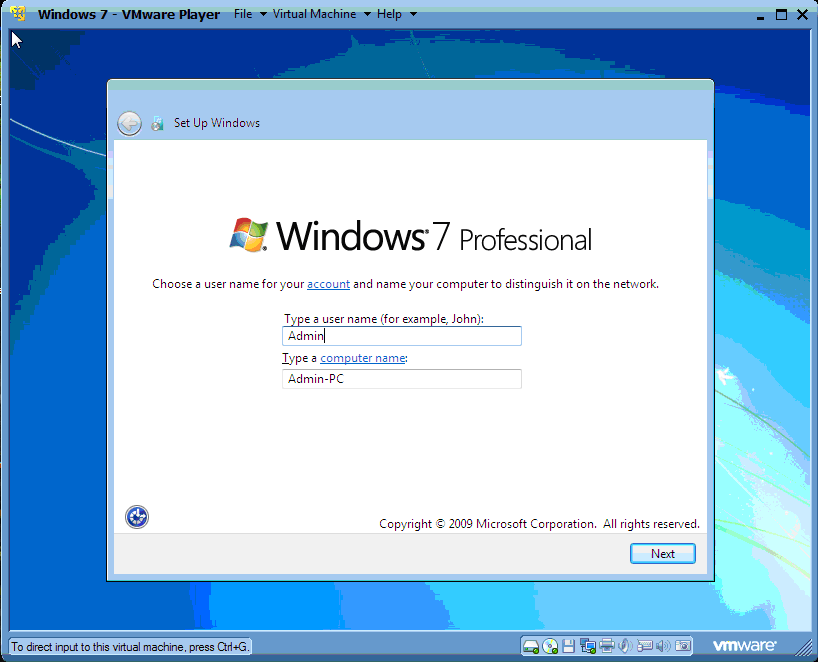 Windows 7 - VMware Player File Virtual Machine Help
Set Up Windows
Windows 7 Professional
Choose a user name for your account and name your computer to distinguish it on the network.
Type a user name (for example, John):
Admin
Type a computer name:
Admin-PC
Copyright © 2009 Microsoft Corporation. All rights reserved.
Next
To direct input to this virtual machine, press Ctrl+G.
vmware